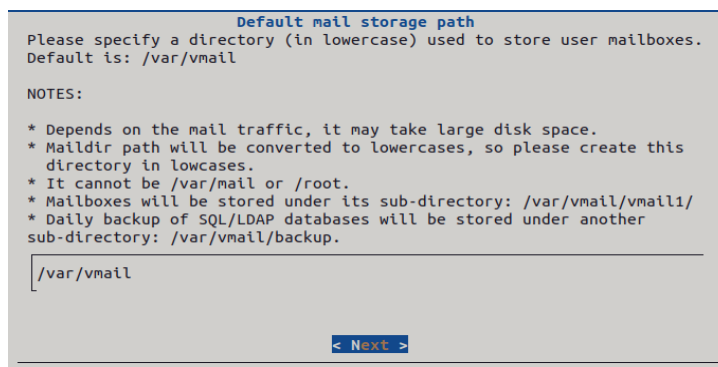 Default mail storage path
Please specify a directory (in lowercase) used to store user mailboxes.
Default is: /var/vmail
NOTES:
* Depends on the mail traffic, it may take large disk space.
* Maildir path will be converted to lowercases, so please create this
directory in lowcases.
* It cannot be /var/mail or /root.
* Mailboxes will be stored under its sub-directory: /var/vmail/vmail1/
* Daily backup of SQL/LDAP databases will be stored under another
sub-directory: /var/vmail/backup.
/var/vmail
< Next >